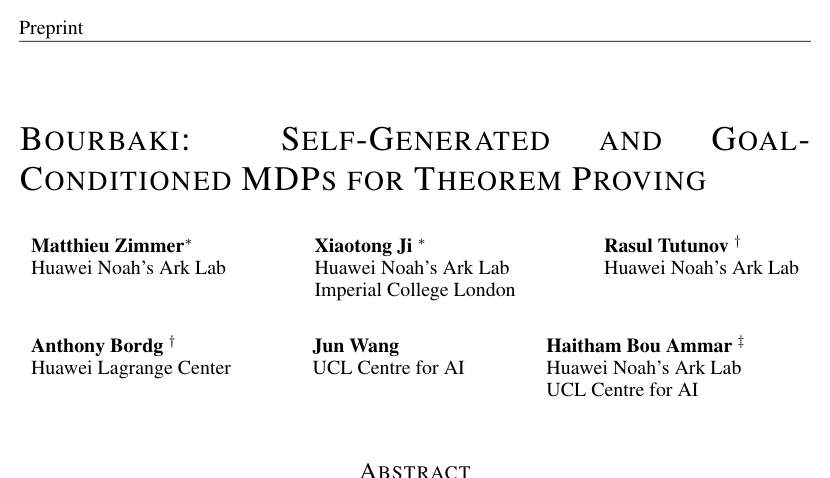 Preprint
BOURBAKI: SELF-GENERATED AND GOAL-
CONDITIONED MDPS FOR THEOREM PROVING
Matthieu Zimmer* Xiaotong Ji * Rasul Tutunov †
Huawei Noah's Ark Lab Huawei Noah's Ark Lab Huawei Noah's Ark Lab
Imperial College London
Anthony Bordg † Jun Wang Haitham Bou Ammar ‡
Huawei Lagrange Center UCL Centre for AI Huawei Noah's Ark Lab
UCL Centre for AI
ABSTRACT